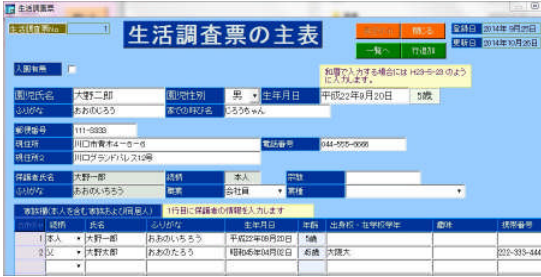 生活調査票
生活調査票No 1
生活調査票の主表
閉じる
登録日 2014年9月25日
一覧へ 行追加
更新日 2014年10月26日
入園有無
和暦で入力する場合には H23-5-23 のように入力します。
園児氏名 大野二郎 園児性別 男 生年月日 平成22年9月20日 5歳
ふりがな おおのじろう 家での呼び名 じろうちゃん
郵便番号 111-3333
現住所 川口市青木4-5-6 電話番号 044-555-6666
現住所2 川口グランドパレス12号
保護者氏名 大野一郎 続柄 本人 宗教
ふりがな おおのいちろう 職業 会社員 業種
家族欄(本人を含む家族および同居人) 1行目に保護者の情報を入力します
続柄 氏名 ふりがな 生年月日 年齢 出身校・在学校学年 趣味 携帯番号
1 本人 大野一郎 おおのいちろう 平成22年09月20日 5歳
2 父 大野太郎 おおのたろう 昭和45年04月02日 45歳 大阪大 222-333-444